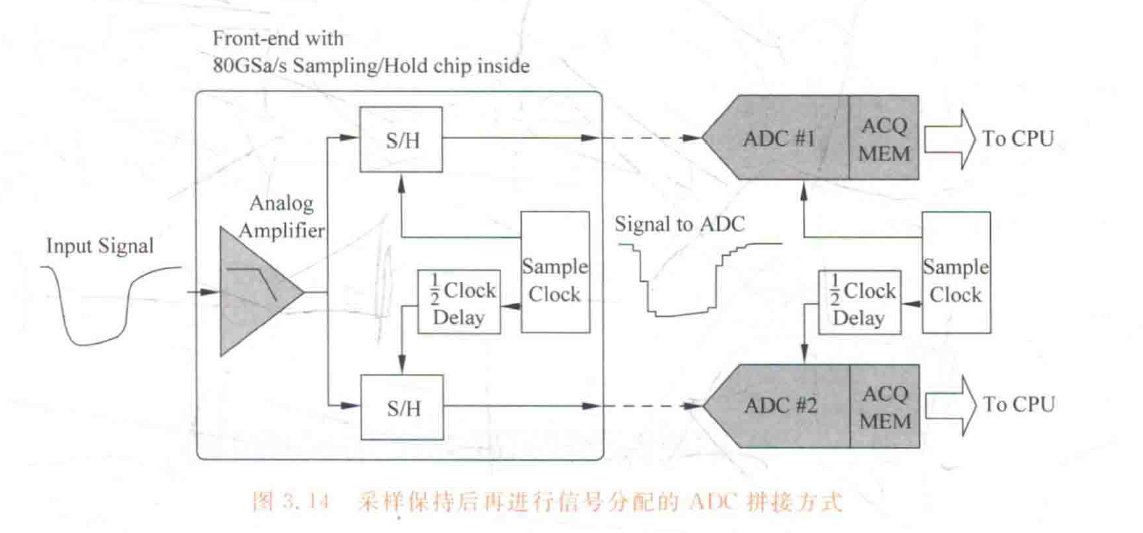 Front-end with
80GSa/s Sampling/Hold chip inside
S/H
ADC #1
ACQ
MEM
To CPU
Analog
Amplifier
Input Signal
Signal to ADC
Sample
Clock
1/2 Clock
Delay
Sample
Clock
1/2 Clock
Delay
S/H
ADC #2
ACQ
MEM
To CPU
图 3.14 采样保持后再进行信号分配的 ADC 拼接方式